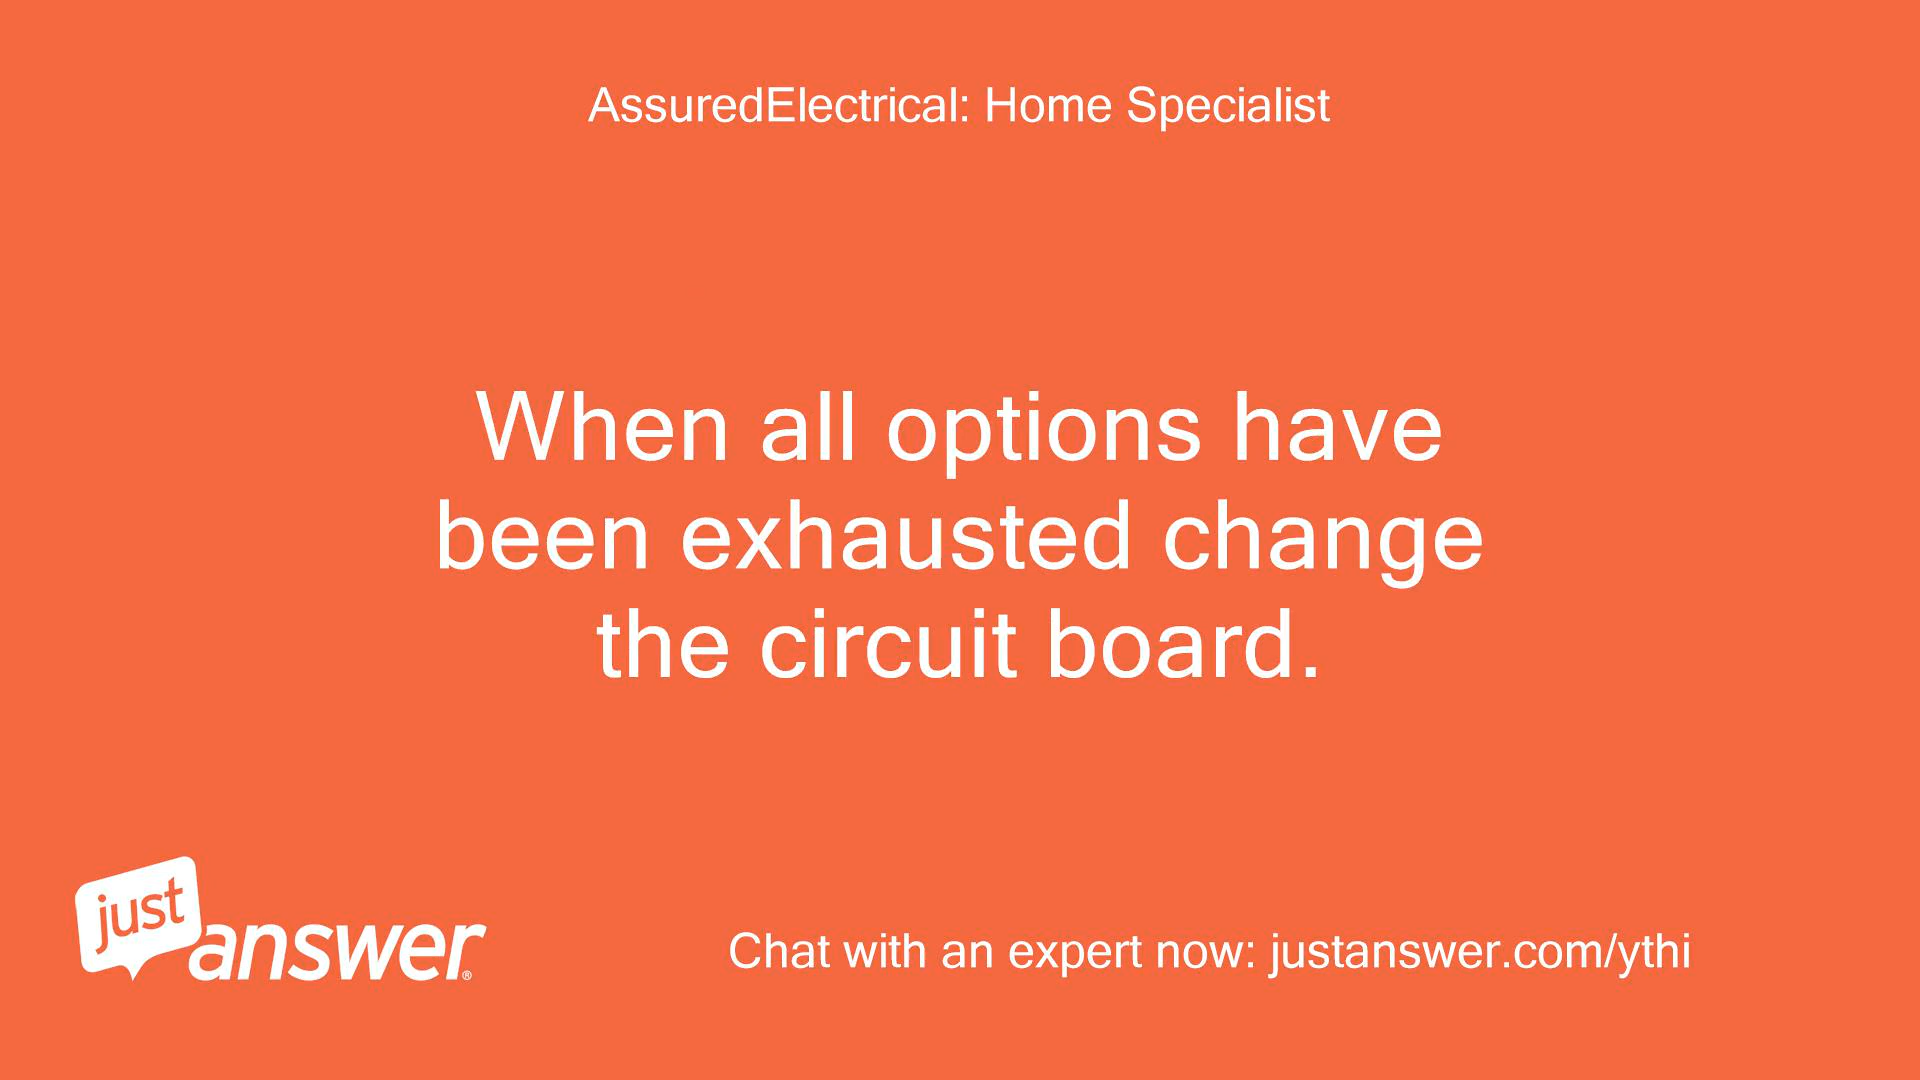 AssuredElectrical: Home Specialist
When all options have
been exhausted change
the circuit board.
just
answer®
Chat with an expert now: justanswer.com/ythi